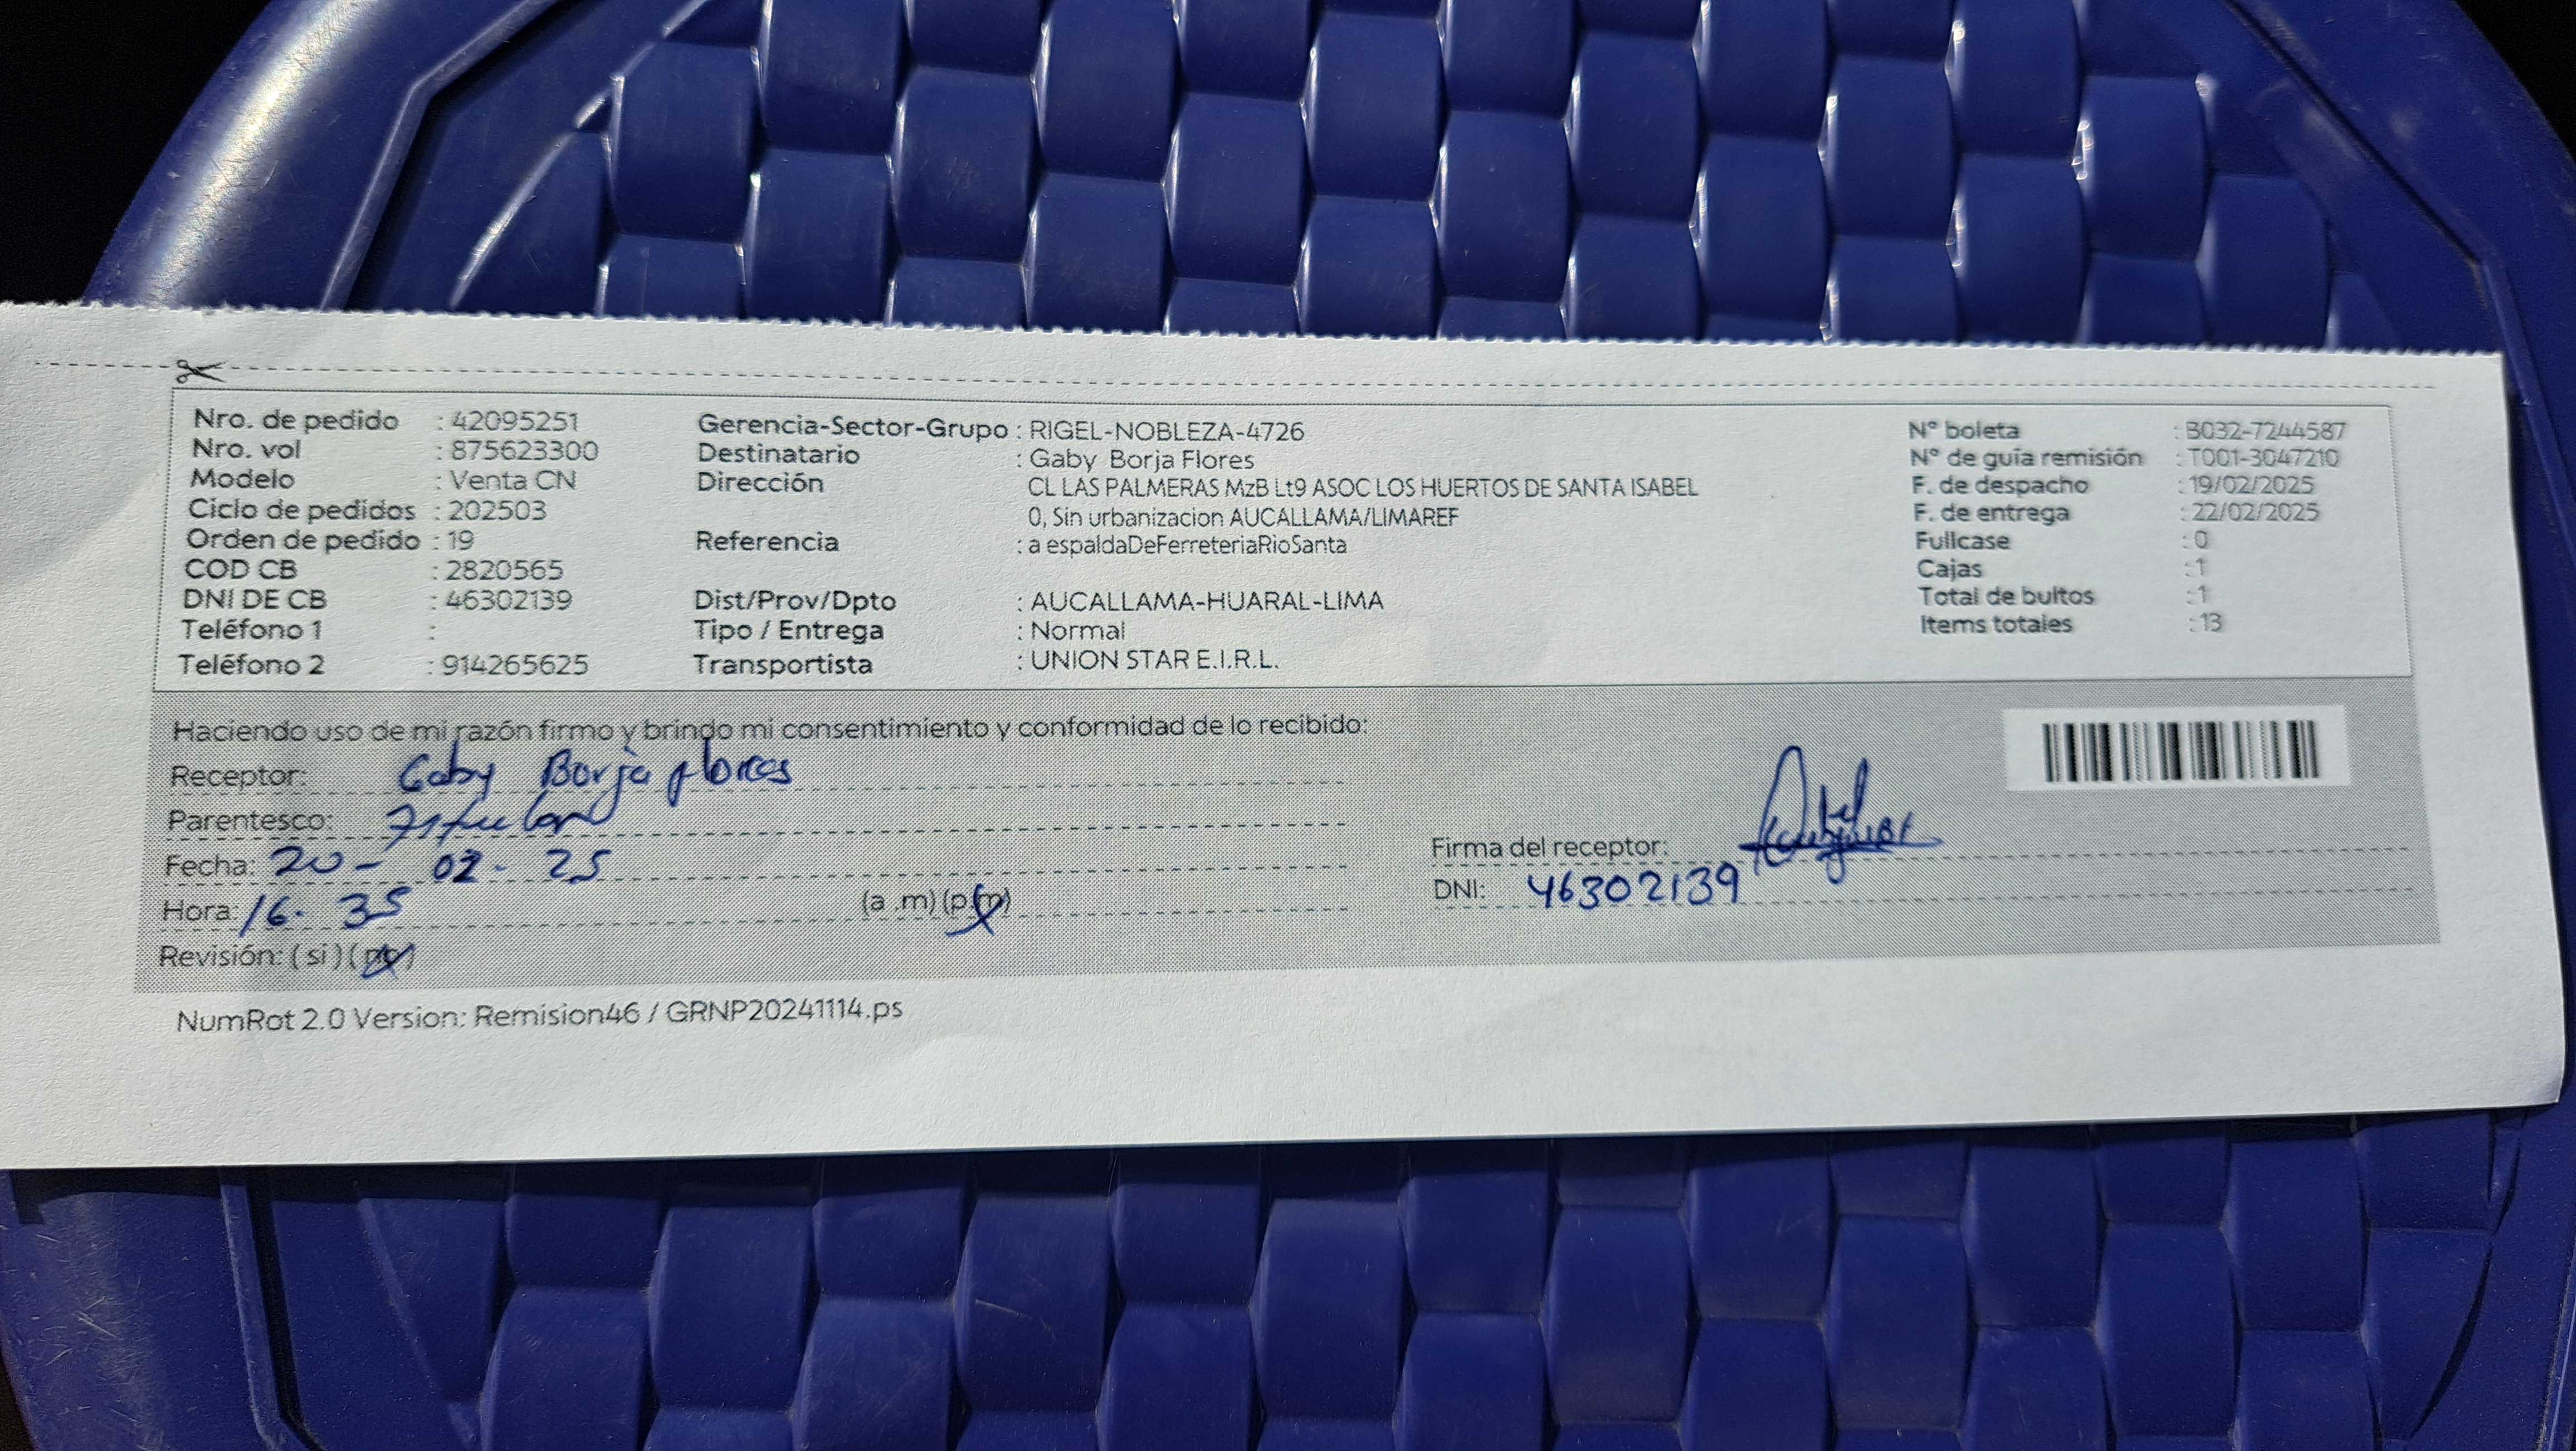 Nro. de pedido : 42095251
Nro. vol : 875623300
Modelo : Venta CN
Ciclo de pedidos : 202503
Orden de pedido : 19
COD CB : 2820565
DNI DE CB : 46302139
Teléfono 1 :
Teléfono 2 : 914265625
Gerencia-Sector-Grupo : RIGEL-NOBLEZA-4726
Destinatario : Gaby Borja Flores
Dirección CL LAS PALMERAS MzB Lt9 ASOC LOS HUERTOS DE SANTA ISABEL
0, Sin urbanizacion AUCALLAMA/LIMAREF
Referencia : a espaldaDeFerreteriaRioSanta
Dist/Prov/Dpto : AUCALLAMA-HUARAL-LIMA
Tipo / Entrega : Normal
Transportista : UNION STAR E.I.R.L.
N° boleta : B032-7244587
N° de guía remisión : T001-3047210
F. de despacho : 19/02/2025
F. de entrega : 22/02/2025
Fullcase : 0
Cajas : 1
Total de bultos : 1
Items totales : 13
Haciendo uso de mi razón firmo y brindo mi consentimiento y conformidad de lo recibido:
Receptor: Gaby Borja flores
Parentesco:
Fecha: 20 - 02 - 25
Hora: 16. 35 (a .m) (p.m)
Revisión: ( si ) ( no )
Firma del receptor:
DNI: 46302139
NumRot 2.0 Version: Remision46 / GRNP20241114.ps